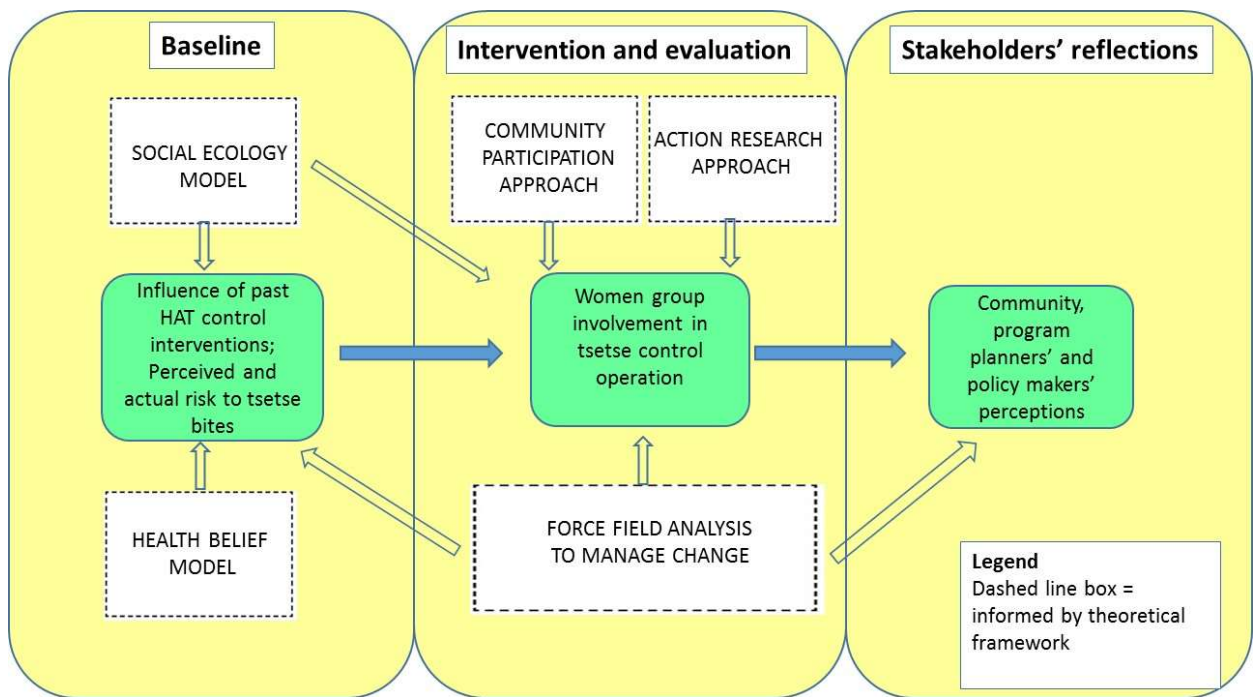 Baseline
SOCIAL ECOLOGY
MODEL
Influence of past
HAT control
interventions;
Perceived and
actual risk to tsetse
bites
HEALTH BELIEF
MODEL
Intervention and evaluation
COMMUNITY
PARTICIPATION
APPROACH
ACTION RESEARCH
APPROACH
Women group
involvement in
tsetse control
operation
FORCE FIELD ANALYSIS
TO MANAGE CHANGE
Stakeholders’ reflections
Community,
program
planners’ and
policy makers’
perceptions
Legend
Dashed line box =
informed by theoretical
framework